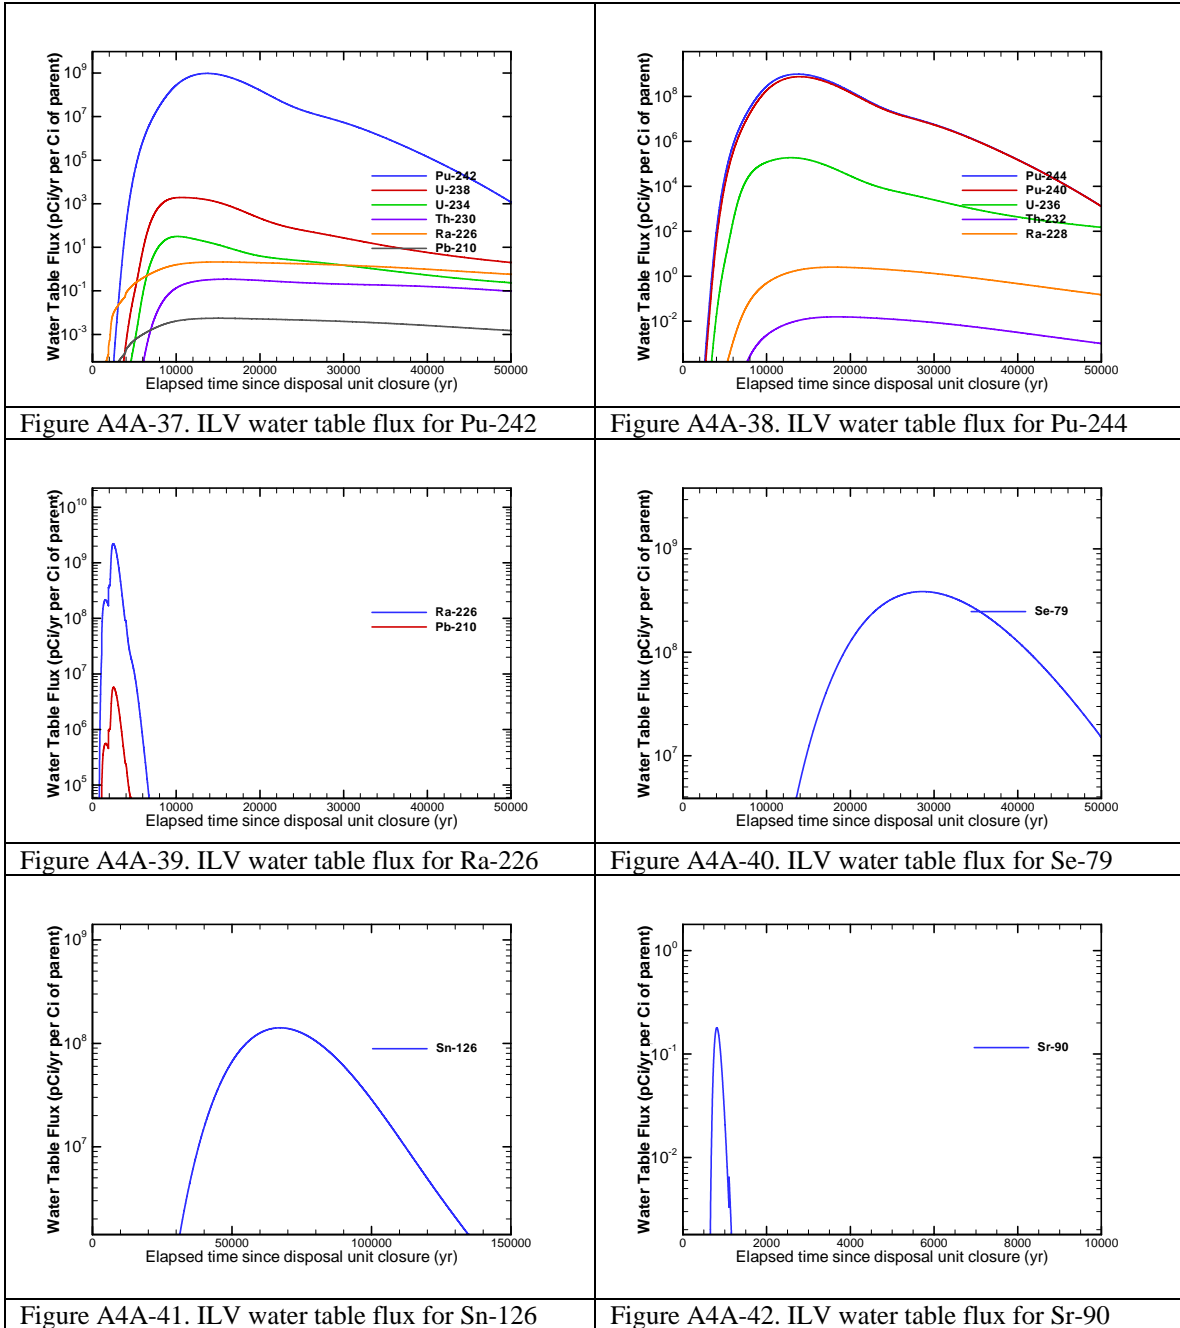 Water Table Flux (pCi/yr per Ci of parent)
10^9
10^7
10^5
10^3
10^1
10^-1
10^-3
Pu-242
U-238
U-234
Th-230
Ra-226
Pb-210
0 10000 20000 30000 40000 50000
Elapsed time since disposal unit closure (yr)
Figure A4A-37. ILV water table flux for Pu-242
Water Table Flux (pCi/yr per Ci of parent)
10^8
10^6
10^4
10^2
10^0
10^-2
Pu-244
Pu-240
U-236
Th-232
Ra-228
0 10000 20000 30000 40000 50000
Elapsed time since disposal unit closure (yr)
Figure A4A-38. ILV water table flux for Pu-244
Water Table Flux (pCi/yr per Ci of parent)
10^10
10^9
10^8
10^7
10^6
10^5
Ra-226
Pb-210
0 10000 20000 30000 40000 50000
Elapsed time since disposal unit closure (yr)
Figure A4A-39. ILV water table flux for Ra-226
Water Table Flux (pCi/yr per Ci of parent)
10^9
10^8
10^7
Se-79
0 10000 20000 30000 40000 50000
Elapsed time since disposal unit closure (yr)
Figure A4A-40. ILV water table flux for Se-79
Water Table Flux (pCi/yr per Ci of parent)
10^9
10^8
10^7
Sn-126
0 50000 100000 150000
Elapsed time since disposal unit closure (yr)
Figure A4A-41. ILV water table flux for Sn-126
Water Table Flux (pCi/yr per Ci of parent)
10^0
10^-1
10^-2
Sr-90
0 2000 4000 6000 8000 10000
Elapsed time since disposal unit closure (yr)
Figure A4A-42. ILV water table flux for Sr-90